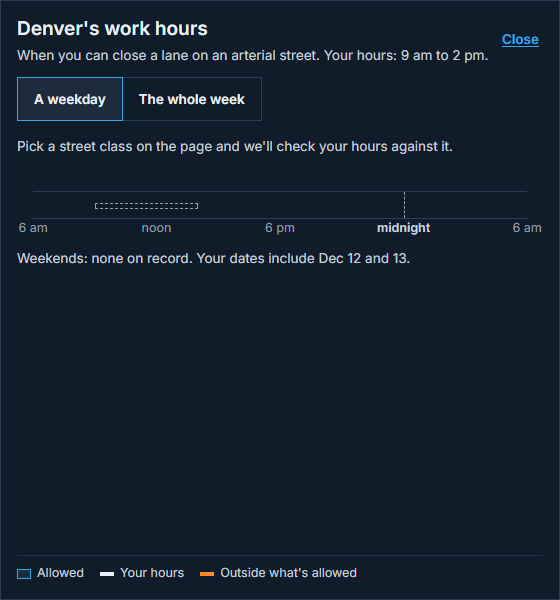 Denver's work hours
Close
When you can close a lane on an arterial street. Your hours: 9 am to 2 pm.
A weekday
The whole week
Pick a street class on the page and we'll check your hours against it.
6 am
noon
6 pm
midnight
6 am
Weekends: none on record. Your dates include Dec 12 and 13.
Allowed
Your hours
Outside what's allowed